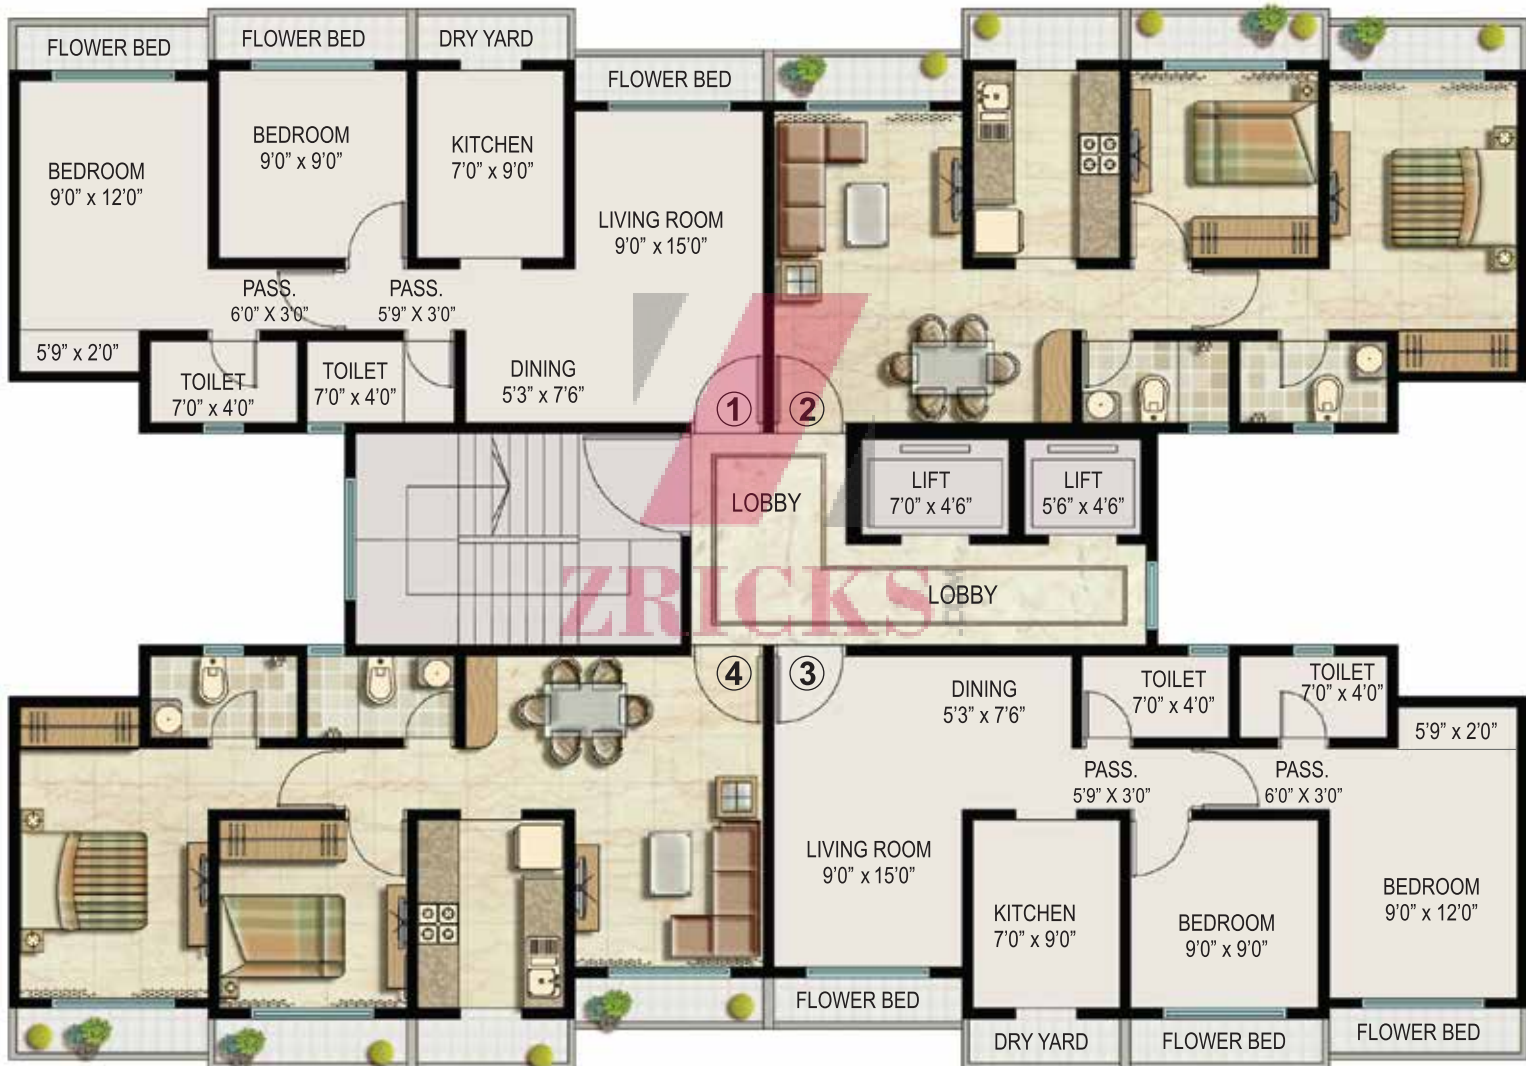 FLOWER BED
FLOWER BED
DRY YARD
FLOWER BED
BEDROOM
9'0" x 12'0"
BEDROOM
9'0" x 9'0"
KITCHEN
7'0" x 9'0"
LIVING ROOM
9'0" x 15'0"
PASS.
6'0" X 3'0"
PASS.
5'9" X 3'0"
5'9" x 2'0"
TOILET
7'0" x 4'0"
TOILET
7'0" x 4'0"
DINING
5'3" x 7'6"
1
2
LOBBY
LIFT
7'0" x 4'6"
LIFT
5'6" x 4'6"
ZRICKS
LOBBY
4
3
DINING
5'3" x 7'6"
TOILET
7'0" x 4'0"
TOILET
7'0" x 4'0"
5'9" x 2'0"
PASS.
5'9" X 3'0"
PASS.
6'0" X 3'0"
LIVING ROOM
9'0" x 15'0"
KITCHEN
7'0" x 9'0"
BEDROOM
9'0" x 9'0"
BEDROOM
9'0" x 12'0"
FLOWER BED
DRY YARD
FLOWER BED
FLOWER BED